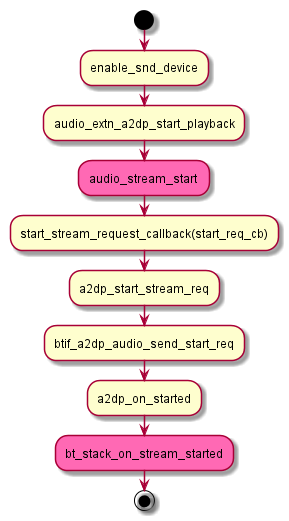 enable_snd_device
audio_extn_a2dp_start_playback
audio_stream_start
start_stream_request_callback(start_req_cb)
a2dp_start_stream_req
btif_a2dp_audio_send_start_req
a2dp_on_started
bt_stack_on_stream_started